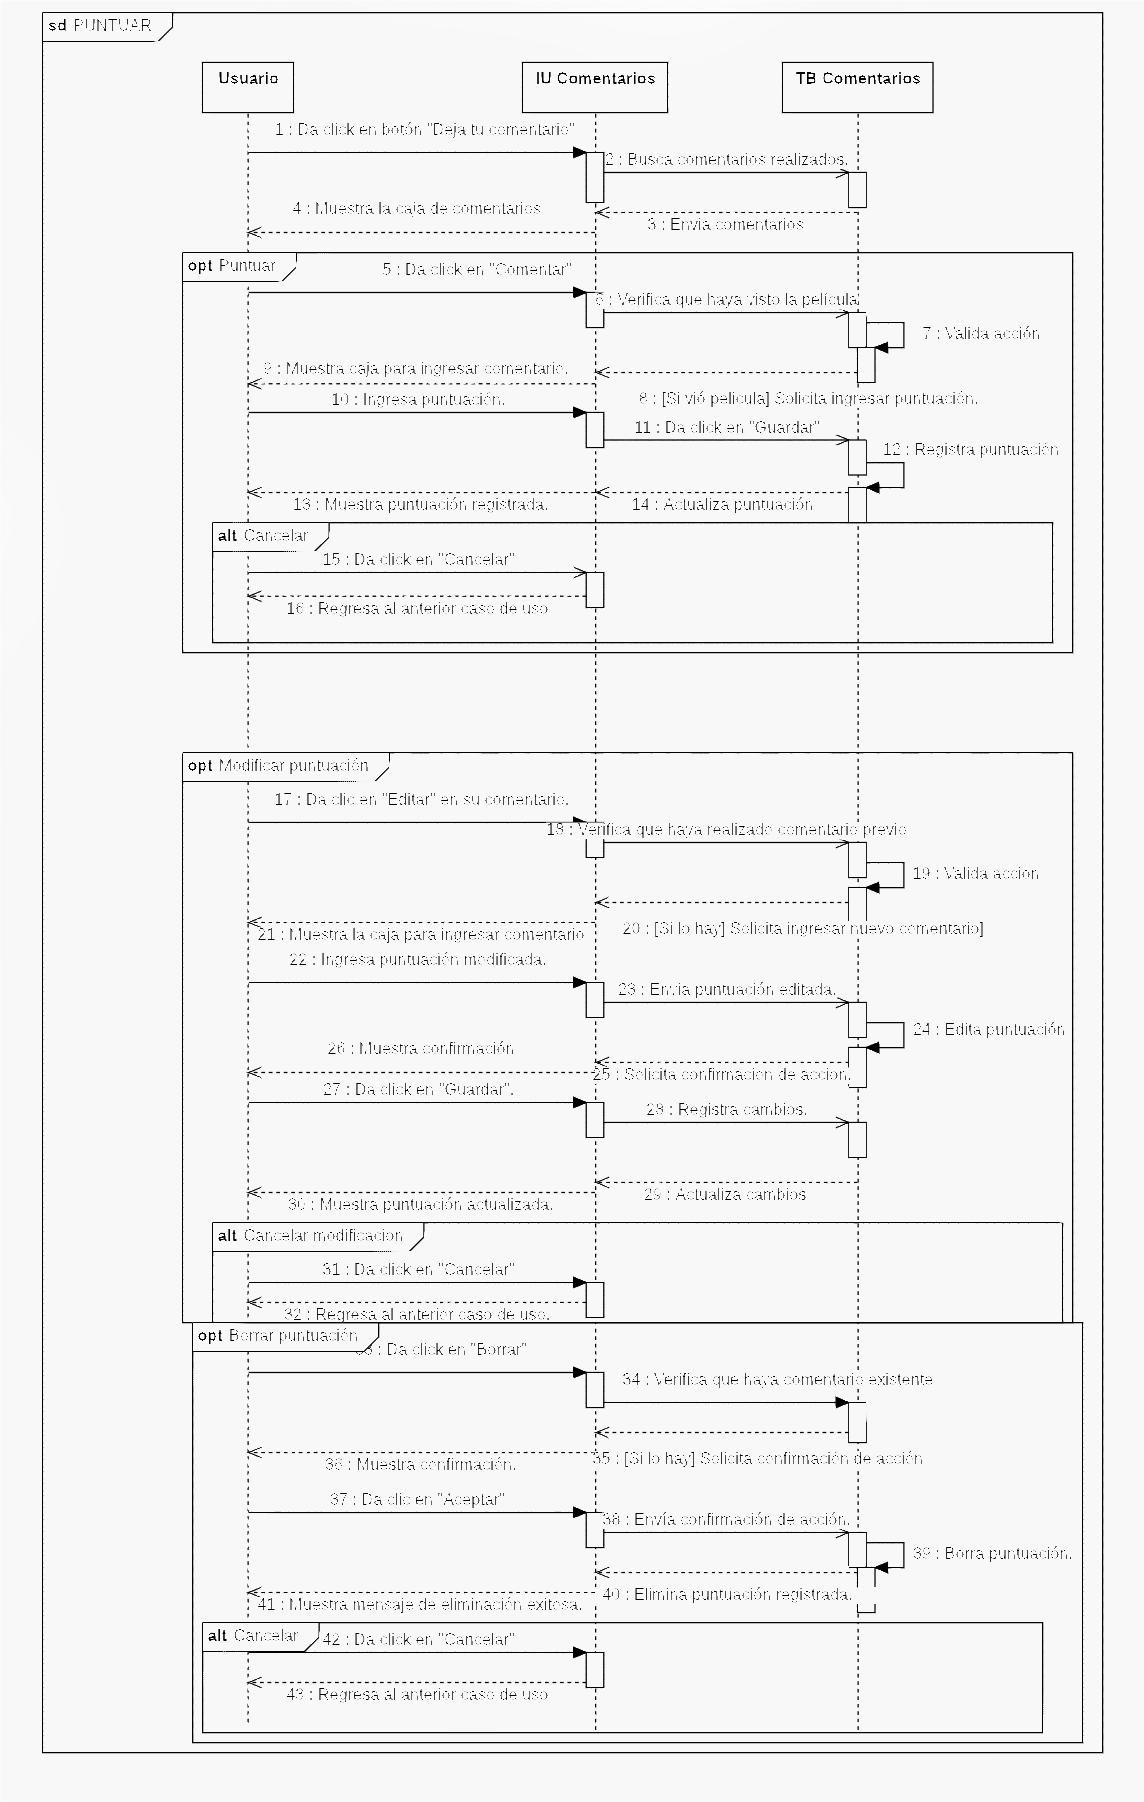 sd PUNTUAR
Usuario
IU Comentarios
TB Comentarios
1 : Da click en botón "Deja tu comentario"
2 : Busca comentarios realizados.
3 : Envia comentarios
4 : Muestra la caja de comentarios
opt Puntuar
5 : Da click en "Comentar"
6 : Verifica que haya visto la película
7 : Valida acción
8 : [Si vió película] Solicita ingresar puntuación.
9 : Muestra caja para ingresar comentario.
10 : Ingresa puntuación.
11 : Da click en "Guardar"
12 : Registra puntuación
13 : Muestra puntuación registrada.
14 : Actualiza puntuación
alt Cancelar
15 : Da click en "Cancelar"
16 : Regresa al anterior caso de uso
opt Modificar puntuación
17 : Da clic en "Editar" en su comentario.
18 : Verifica que haya realizado comentario previo
19 : Valida accion
20 : [Si lo hay] Solicita ingresar nuevo comentario]
21 : Muestra la caja para ingresar comentario
22 : Ingresa puntuación modificada.
23 : Envia puntuación editada.
24 : Edita puntuación
25 : Solicita confirmacion de accion.
26 : Muestra confirmación
27 : Da click en "Guardar".
28 : Registra cambios.
29 : Actualiza cambios
30 : Muestra puntuación actualizada.
alt Cancelar modificacion
31 : Da click en "Cancelar"
32 : Regresa al anterior caso de uso.
opt Borrar puntuación
33 : Da click en "Borrar"
34 : Verifica que haya comentario existente
35 : [Si lo hay] Solicita confirmación de acción
36 : Muestra confirmación.
37 : Da clic en "Aceptar"
38 : Envía confirmación de acción.
39 : Borra puntuación.
40 : Elimina puntuación registrada.
41 : Muestra mensaje de eliminación exitosa.
alt Cancelar
42 : Da click en "Cancelar"
43 : Regresa al anterior caso de uso